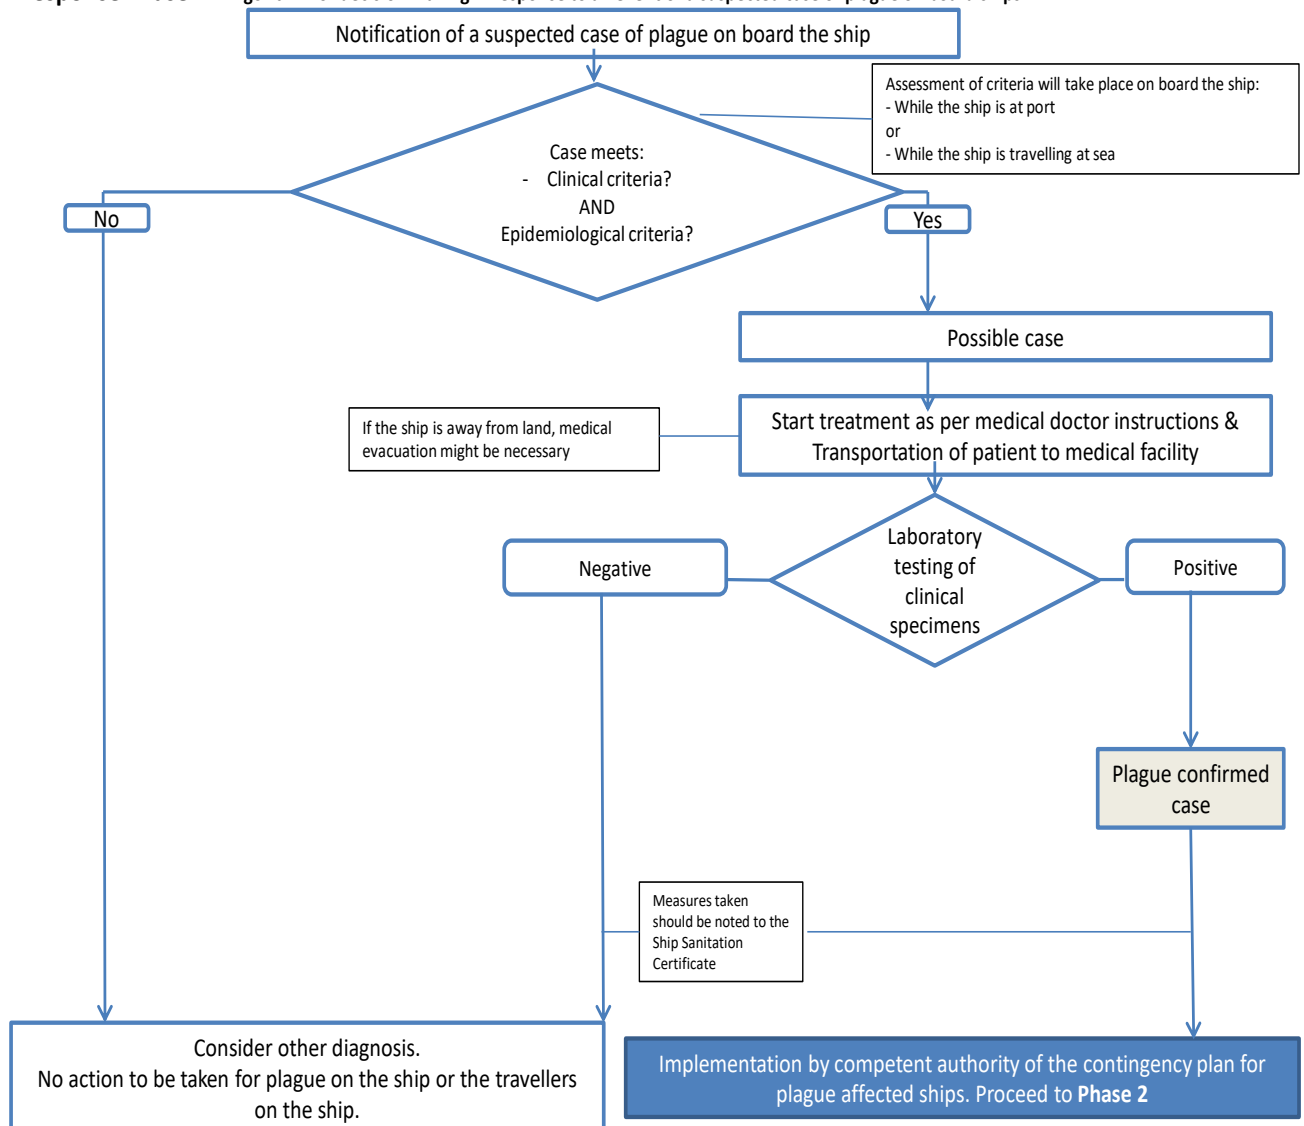 Notification of a suspected case of plague on board the ship
Assessment of criteria will take place on board the ship:
- While the ship is at port
or
- While the ship is travelling at sea
Case meets:
- Clinical criteria?
AND
Epidemiological criteria?
No
Yes
Possible case
If the ship is away from land, medical
evacuation might be necessary
Start treatment as per medical doctor instructions &
Transportation of patient to medical facility
Laboratory
testing of
clinical
specimens
Negative
Positive
Plague confirmed
case
Measures taken
should be noted to the
Ship Sanitation
Certificate
Consider other diagnosis.
No action to be taken for plague on the ship or the travellers
on the ship.
Implementation by competent authority of the contingency plan for
plague affected ships. Proceed to Phase 2